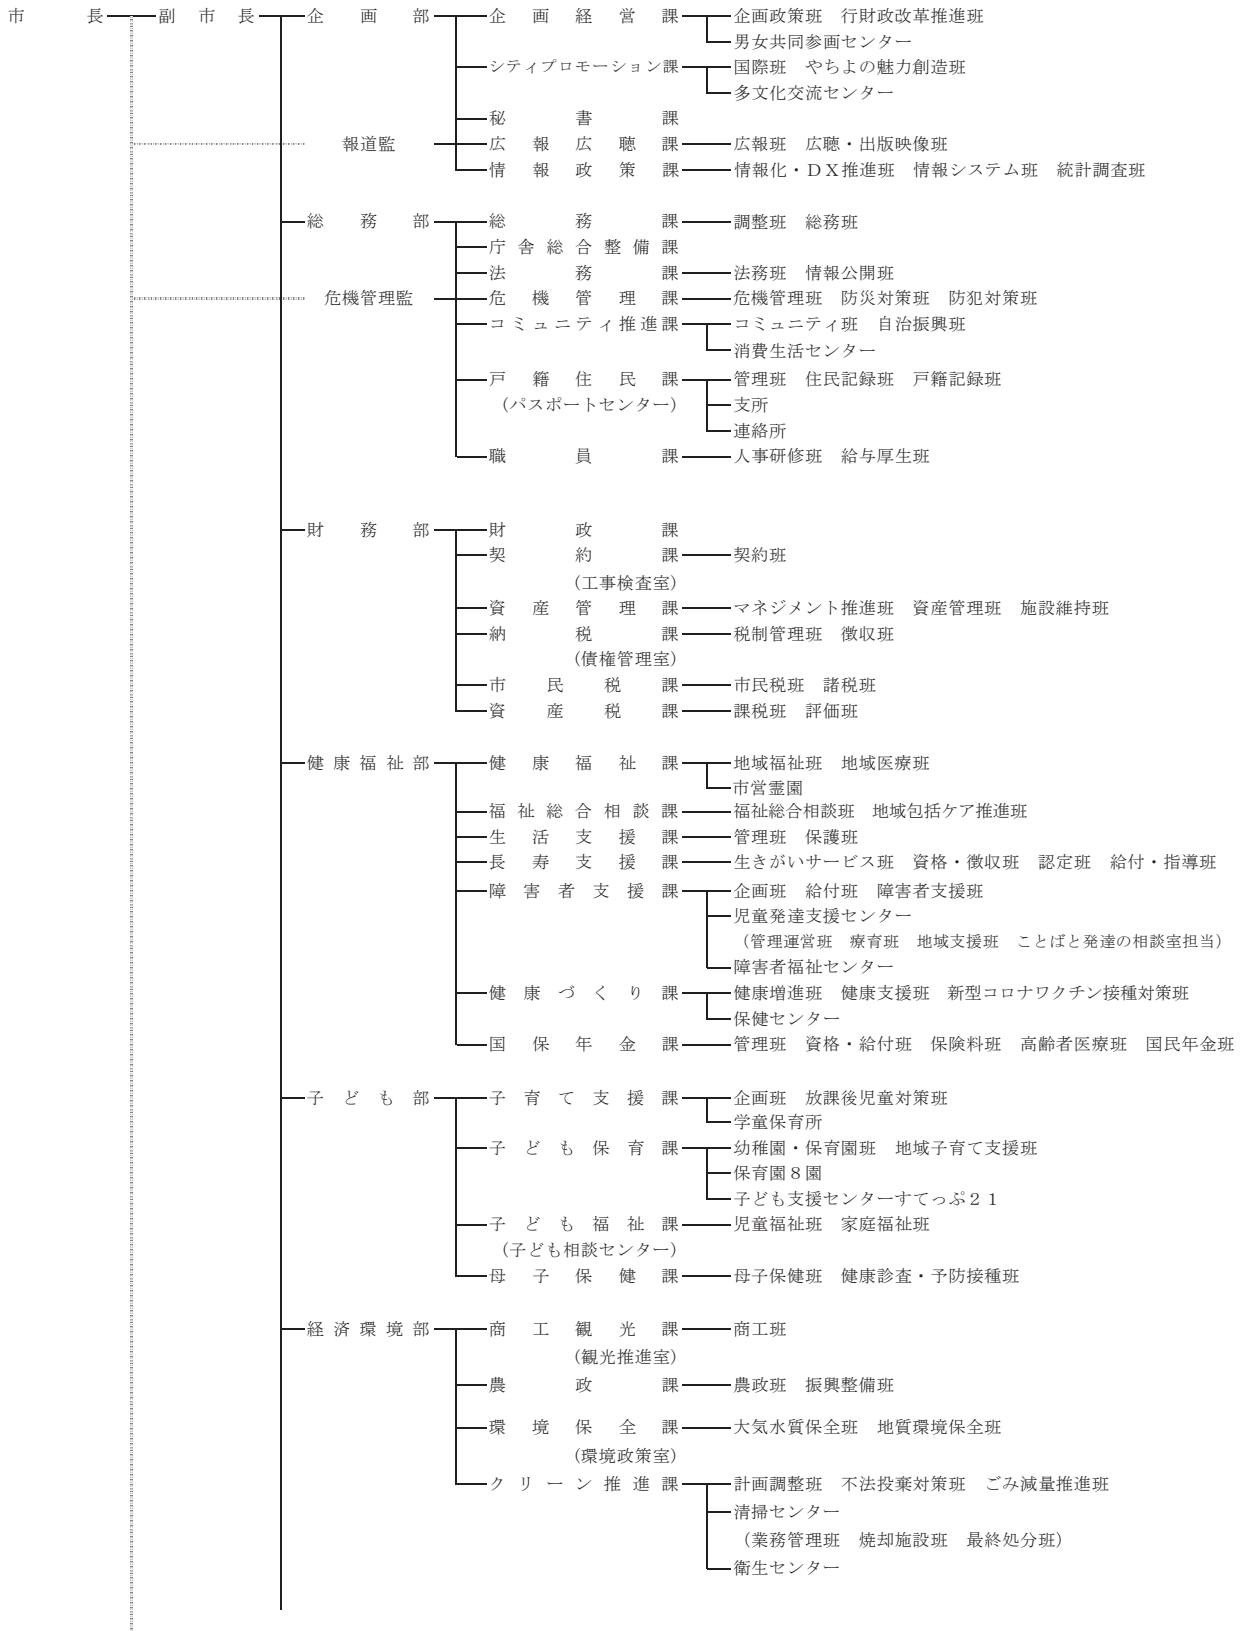 市長 副市長 企画部 企画経営課 企画政策班　行財政改革推進班
男女共同参画センター
シティプロモーション課 国際班　やちよの魅力創造班
多文化交流センター
秘書課
報道監 広報広聴課 広報班　広聴・出版映像班
情報政策課 情報化・ＤＸ推進班　情報システム班　統計調査班
総務部 総務課 調整班　総務班
庁舎総合整備課
法務課 法務班　情報公開班
危機管理監 危機管理課 危機管理班　防災対策班　防犯対策班
コミュニティ推進課 コミュニティ班　自治振興班
消費生活センター
戸籍住民課 管理班　住民記録班　戸籍記録班
（パスポートセンター） 支所
連絡所
職員課 人事研修班　給与厚生班
財務部 財政課
契約課 契約班
（工事検査室）
資産管理課 マネジメント推進班　資産管理班　施設維持班
納税課 税制管理班　徴収班
（債権管理室）
市民税課 市民税班　諸税班
資産税課 課税班　評価班
健康福祉部 健康福祉課 地域福祉班　地域医療班
市営霊園
福祉総合相談課 福祉総合相談班　地域包括ケア推進班
生活支援課 管理班　保護班
長寿支援課 生きがいサービス班　資格・徴収班　認定班　給付・指導班
障害者支援課 企画班　給付班　障害者支援班
児童発達支援センター
（管理運営班　療育班　地域支援班　ことばと発達の相談室担当）
障害者福祉センター
健康づくり課 健康増進班　健康支援班　新型コロナワクチン接種対策班
保健センター
国保年金課 管理班　資格・給付班　保険料班　高齢者医療班　国民年金班
子ども部 子育て支援課 企画班　放課後児童対策班
学童保育所
子ども保育課 幼稚園・保育園班　地域子育て支援班
保育園８園
子ども支援センターすてっぷ２１
子ども福祉課 児童福祉班　家庭福祉班
（子ども相談センター）
母子保健課 母子保健班　健康診査・予防接種班
経済環境部 商工観光課 商工班
（観光推進室）
農政課 農政班　振興整備班
環境保全課 大気水質保全班　地質環境保全班
（環境政策室）
クリーン推進課 計画調整班　不法投棄対策班　ごみ減量推進班
清掃センター
（業務管理班　焼却施設班　最終処分班）
衛生センター